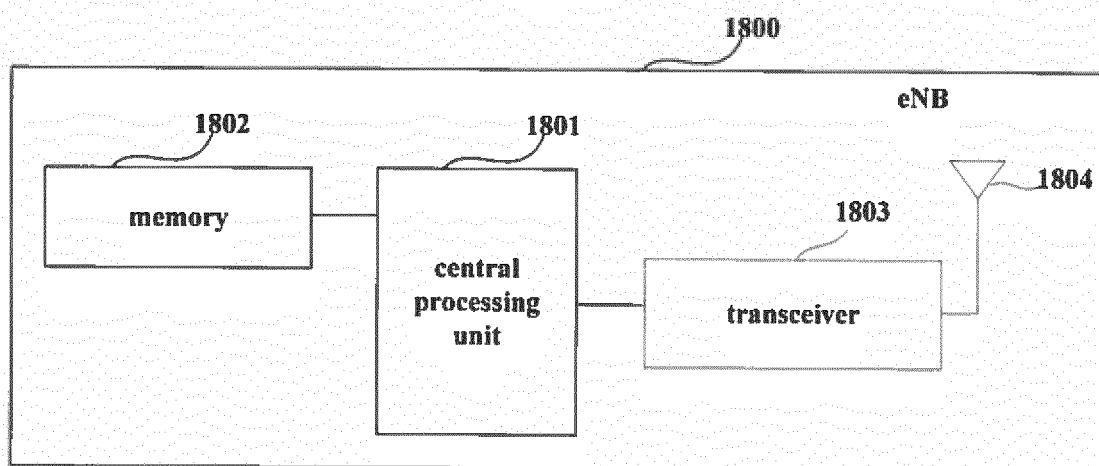 1800
eNB
1802
1801
1804
memory
1803
central
processing
unit
transceiver